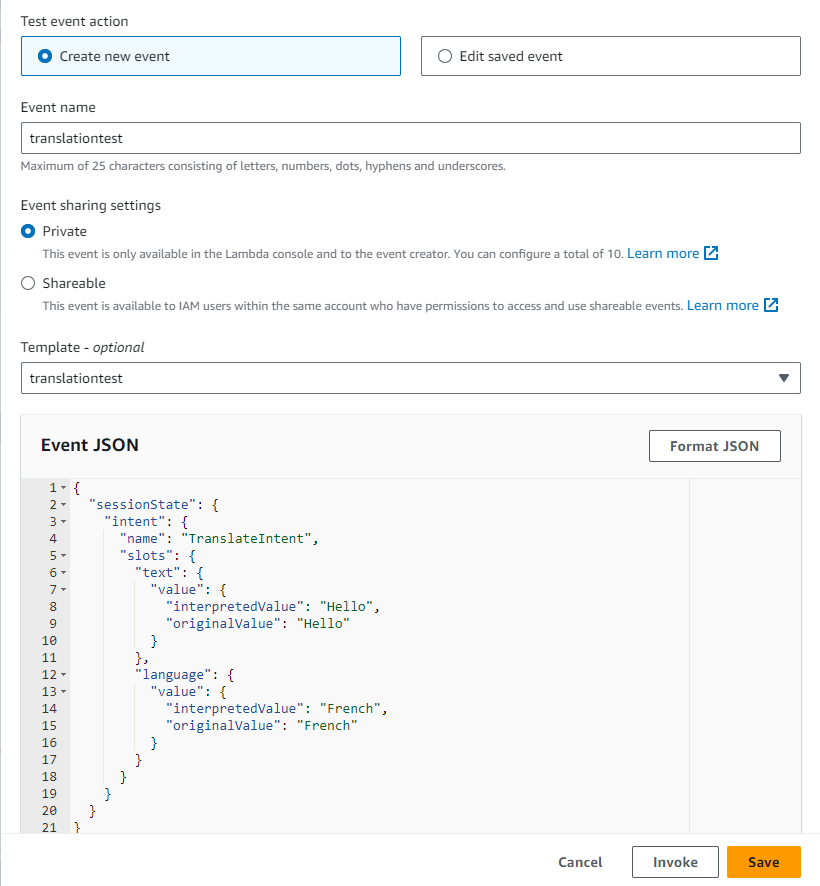 Test event action
Create new event
Edit saved event
Event name
translationtest
Maximum of 25 characters consisting of letters, numbers, dots, hyphens and underscores.
Event sharing settings
Private
This event is only available in the Lambda console and to the event creator. You can configure a total of 10. Learn more
Shareable
This event is available to IAM users within the same account who have permissions to access and use shareable events. Learn more
Template - optional
translationtest
Event JSON
Format JSON
1 {
2 "sessionState": {
3 "intent": {
4 "name": "TranslateIntent",
5 "slots": {
6 "text": {
7 "value": {
8 "interpretedValue": "Hello",
9 "originalValue": "Hello"
10 }
11 },
12 "language": {
13 "value": {
14 "interpretedValue": "French",
15 "originalValue": "French"
16 }
17 }
18 }
19 }
20 }
21 }
Cancel
Invoke
Save